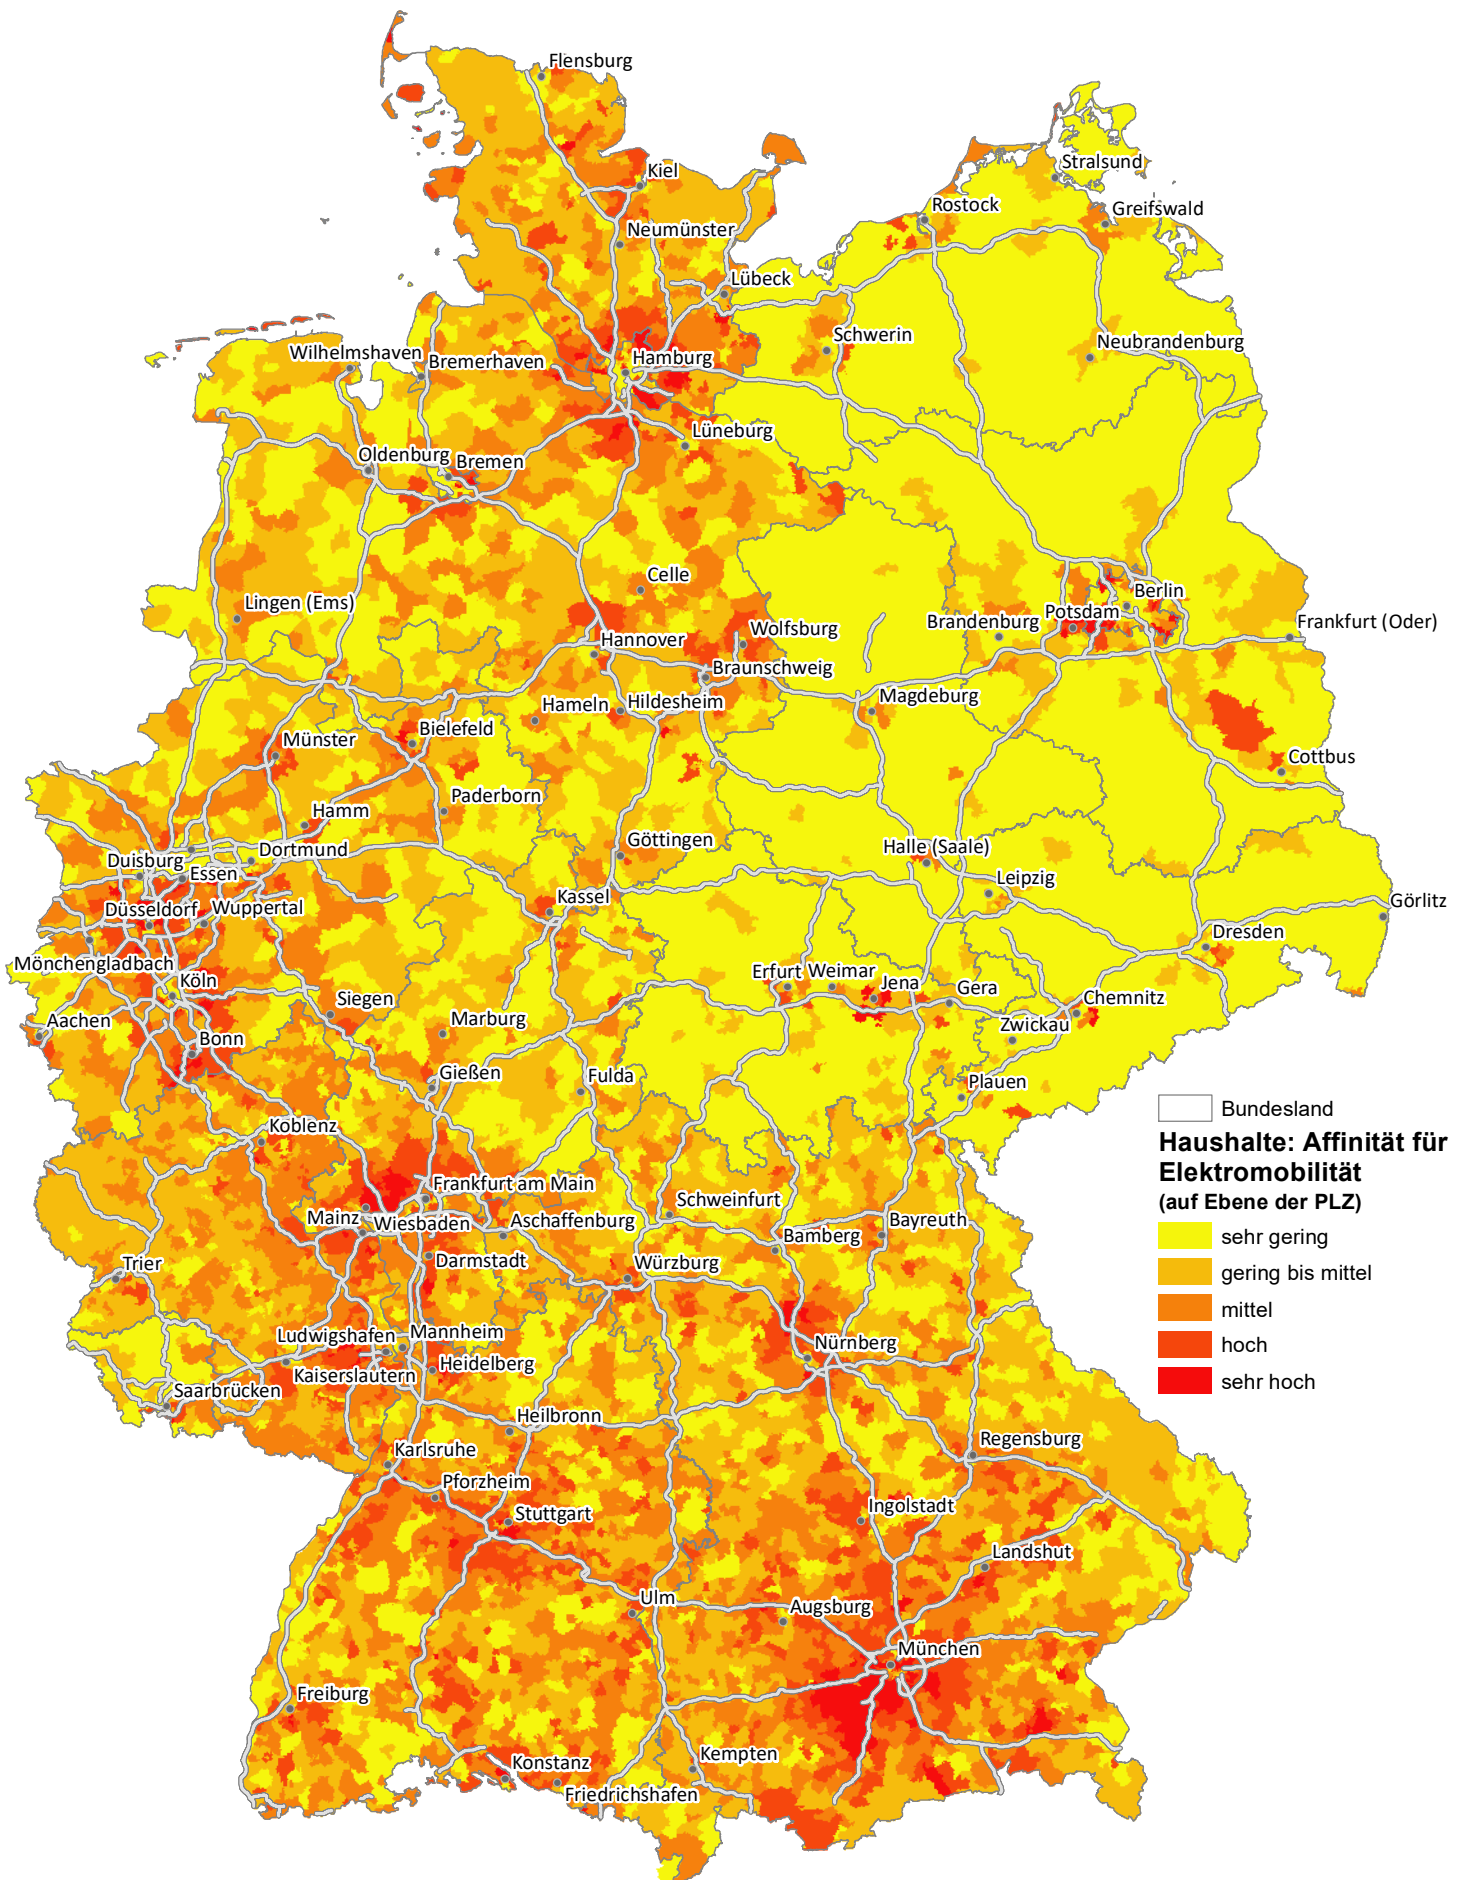 Flensburg
Kiel
Stralsund
Rostock
Greifswald
Neumünster
Lübeck
Schwerin
Neubrandenburg
Wilhelmshaven
Bremerhaven
Hamburg
Lüneburg
Oldenburg
Bremen
Celle
Lingen (Ems)
Berlin
Potsdam
Brandenburg
Frankfurt (Oder)
Hannover
Wolfsburg
Braunschweig
Magdeburg
Hameln
Hildesheim
Bielefeld
Münster
Cottbus
Paderborn
Hamm
Göttingen
Halle (Saale)
Dortmund
Duisburg
Essen
Leipzig
Kassel
Görlitz
Düsseldorf
Wuppertal
Dresden
Mönchengladbach
Köln
Erfurt
Weimar
Jena
Gera
Chemnitz
Siegen
Aachen
Marburg
Zwickau
Bonn
Gießen
Fulda
Plauen
Koblenz
Frankfurt am Main
Schweinfurt
Mainz
Wiesbaden
Aschaffenburg
Bayreuth
Bamberg
Trier
Darmstadt
Würzburg
Ludwigshafen
Mannheim
Nürnberg
Kaiserslautern
Heidelberg
Saarbrücken
Heilbronn
Karlsruhe
Regensburg
Pforzheim
Stuttgart
Ingolstadt
Landshut
Ulm
Augsburg
München
Freiburg
Konstanz
Kempten
Friedrichshafen
Bundesland
Haushalte: Affinität für
Elektromobilität
(auf Ebene der PLZ)
sehr gering
gering bis mittel
mittel
hoch
sehr hoch